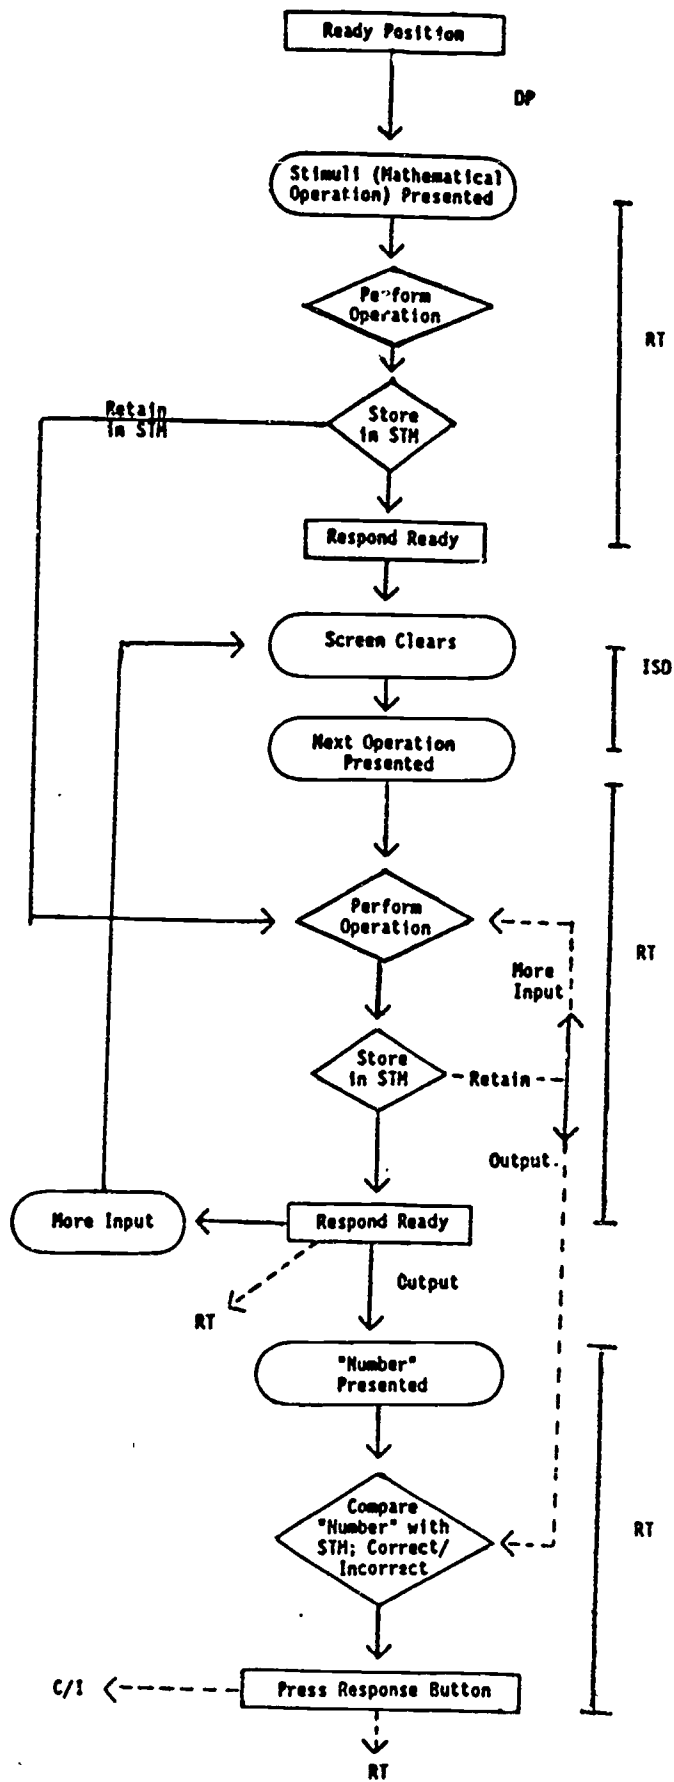 Ready Position
DP
Stimuli (Mathematical
Operation) Presented
Perform
Operation
RT
Retain
in STM
Store
in STM
Respond Ready
Screen Clears
ISD
Next Operation
Presented
Perform
Operation
RT
More
Input
Store
in STM
Retain
Output
More Input
Respond Ready
Output
RT
"Number"
Presented
Compare
"Number" with
STM; Correct/
Incorrect
RT
C/I
Press Response Button
RT